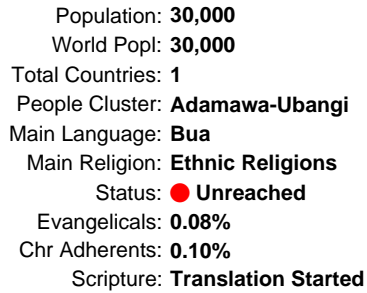 Population: 30,000
World Popl: 30,000
Total Countries: 1
People Cluster: Adamawa-Ubangi
Main Language: Bua
Main Religion: Ethnic Religions
Status: Unreached
Evangelicals: 0.08%
Chr Adherents: 0.10%
Scripture: Translation Started